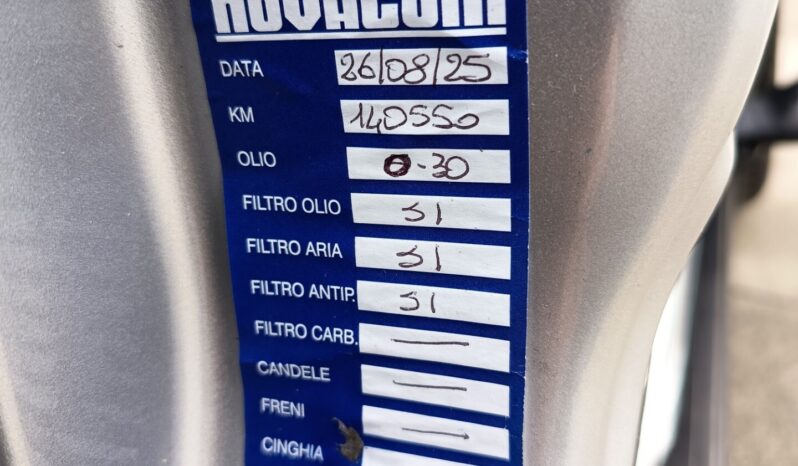 NOVACOM
DATA 26/08/25
KM 140550
OLIO 0-30
FILTRO OLIO SI
FILTRO ARIA SI
FILTRO ANTIP. SI
FILTRO CARB. —
CANDELE —
FRENI —
CINGHIA